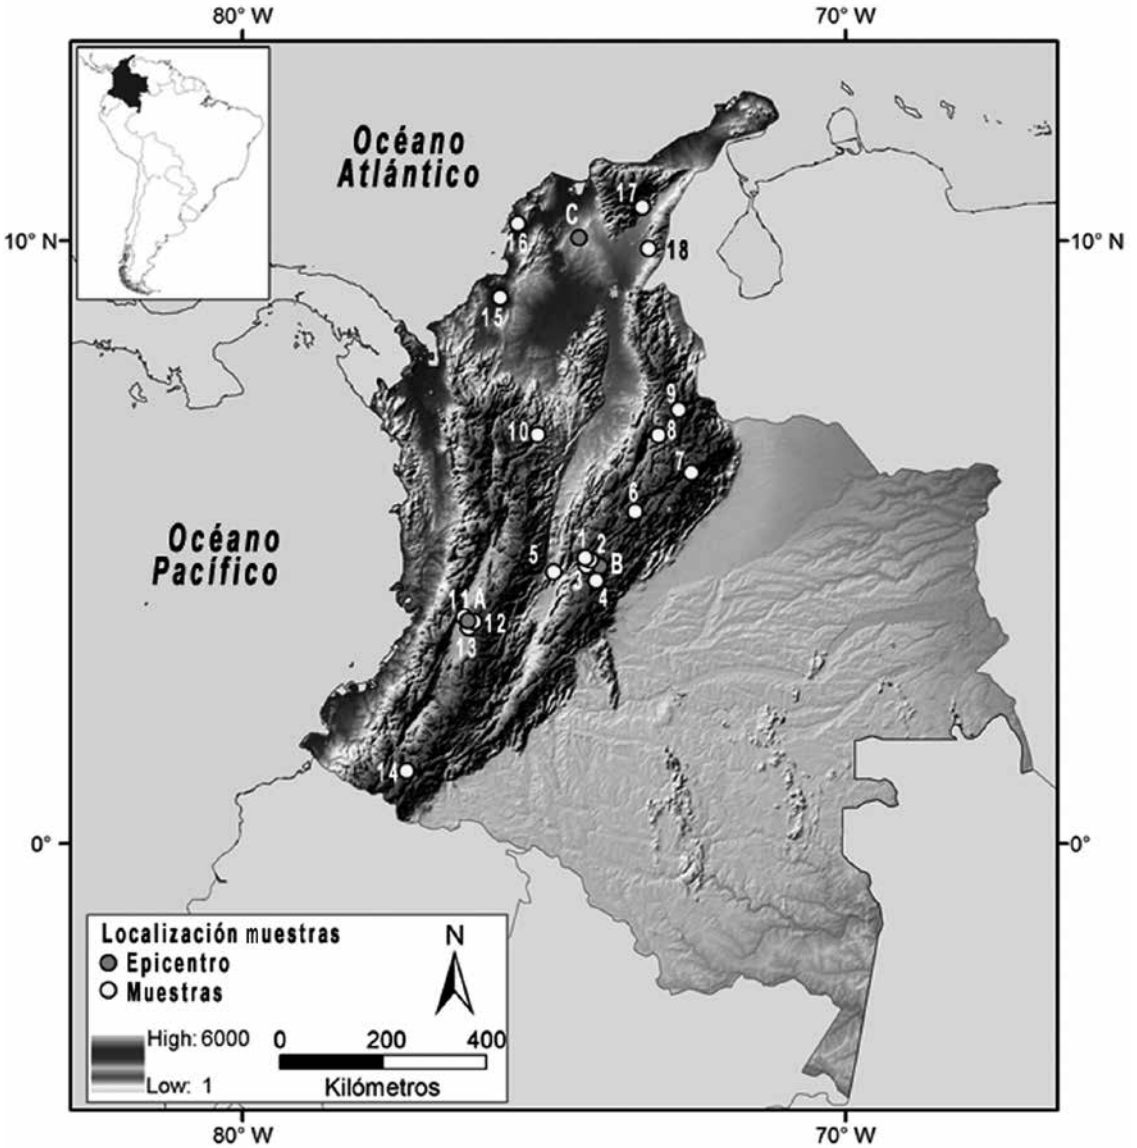 80° W
70° W
Océano
Atlántico
17
C
10° N
10° N
16
18
15
9
10
8
7
6
Océano
Pacífico
1
2
5
B
3
4
11
A
12
13
14
0°
0°
Localización muestras
N
Epicentro
Muestras
High: 6000
0
200
400
Low: 1
Kilómetros
80° W
70° W